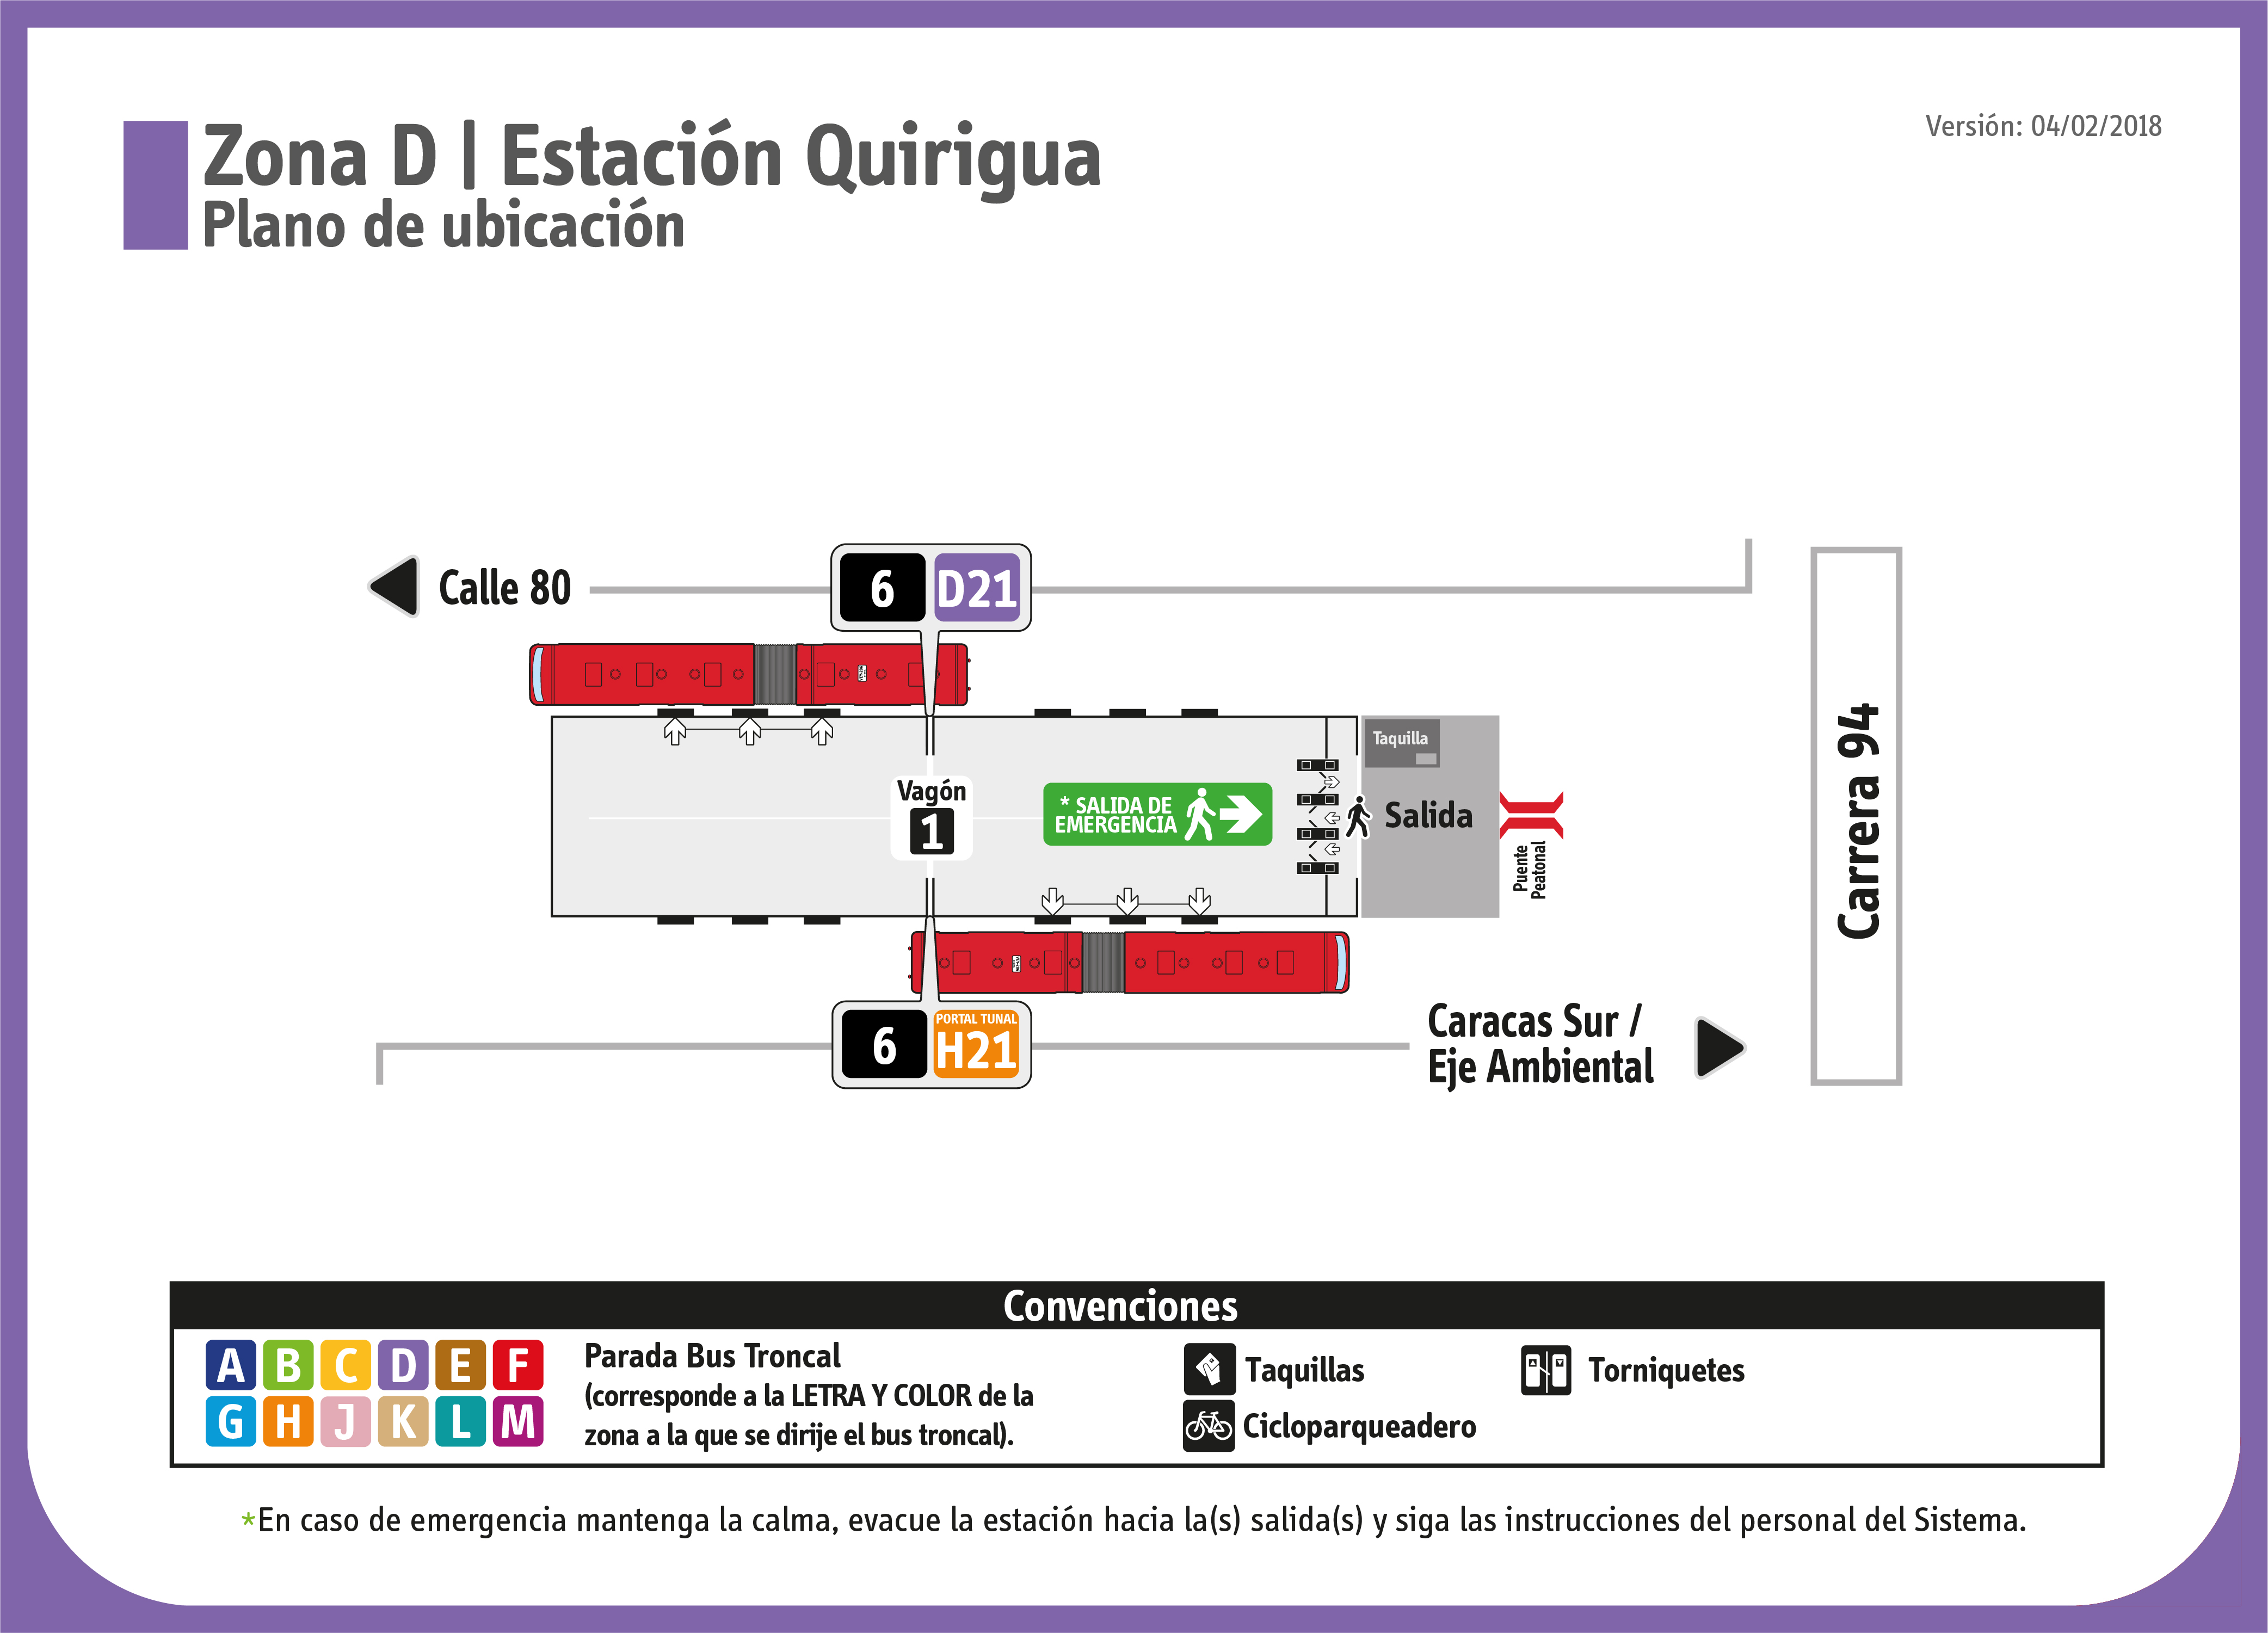 Zona D | Estación Quirigua
Plano de ubicación
Versión: 04/02/2018
Calle 80
6 D21
Taquilla
Vagón
1
* SALIDA DE
EMERGENCIA
Salida
Puente
Peatonal
Carrera 94
6 PORTAL TUNAL
H21
Caracas Sur /
Eje Ambiental
Convenciones
A B C D E F
G H J K L M
Parada Bus Troncal
(corresponde a la LETRA Y COLOR de la
zona a la que se dirije el bus troncal).
Taquillas
Cicloparqueadero
Torniquetes
*En caso de emergencia mantenga la calma, evacue la estación hacia la(s) salida(s) y siga las instrucciones del personal del Sistema.